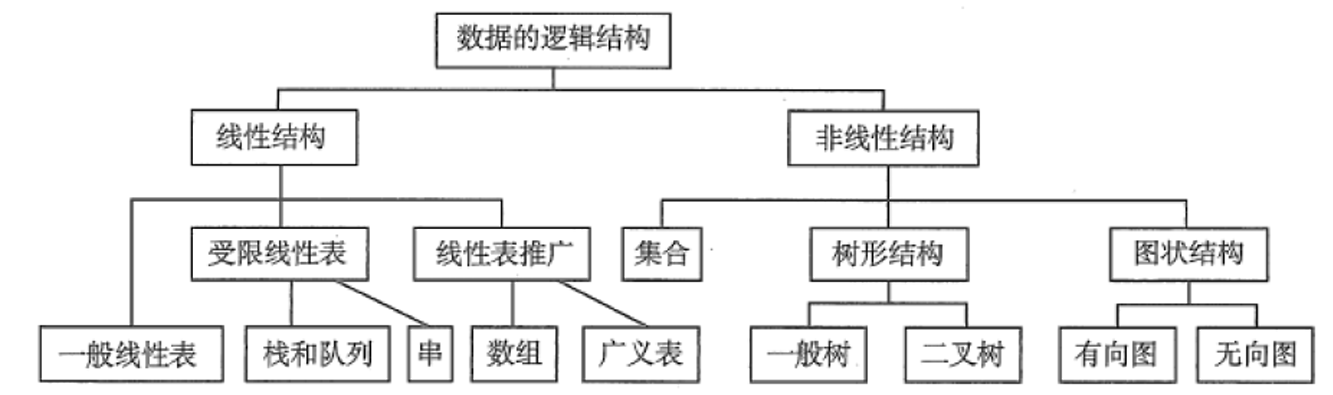 数据的逻辑结构
线性结构
非线性结构
受限线性表
线性表推广
集合
树形结构
图状结构
一般线性表
栈和队列
串
数组
广义表
一般树
二叉树
有向图
无向图